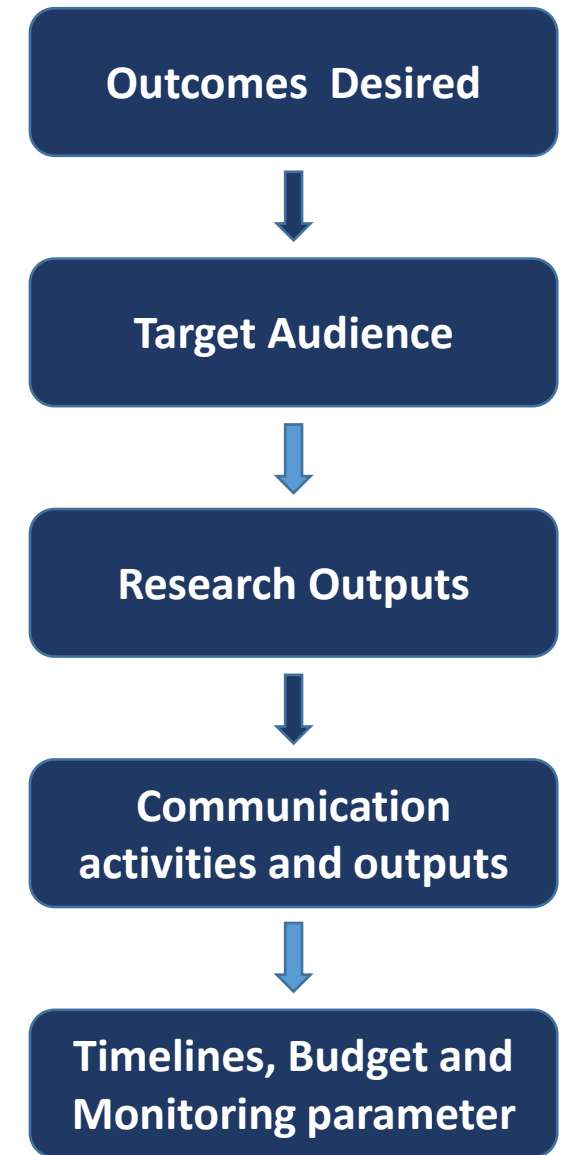 Outcomes  Desired
Target Audience
Research Outputs
Communication
activities and outputs
Timelines, Budget and
Monitoring parameter